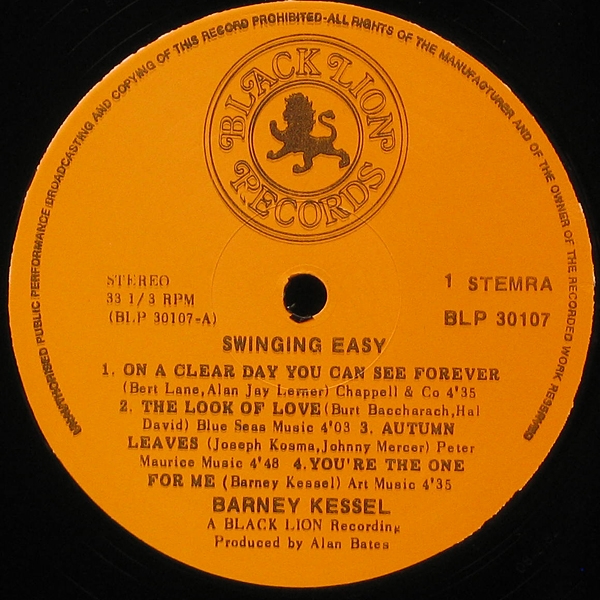 UNAUTHORISED PUBLIC PERFORMANCE BROADCASTING AND COPYING OF THIS RECORD PROHIBITED-ALL RIGHTS OF THE MANUFACTURER AND OF THE OWNER OF THE RECORDED WORK RESERVED
BLACK LION
RECORDS
STEREO
33 1/3 RPM
(BLP 30107-A)
1 STEMRA
BLP 30107
SWINGING EASY
1. ON A CLEAR DAY YOU CAN SEE FOREVER
(Bert Lane,Alan Jay Lerner) Chappell & Co 4'35
2. THE LOOK OF LOVE (Burt Baccharach,Hal
David) Blue Seas Music 4'03 3. AUTUMN
LEAVES (Joseph Kosma,Johnny Mercer) Peter
Maurice Music 4'48 4.YOU'RE THE ONE
FOR ME (Barney Kessel) Art Music 4'35
BARNEY KESSEL
A BLACK LION Recording
Produced by Alan Bates